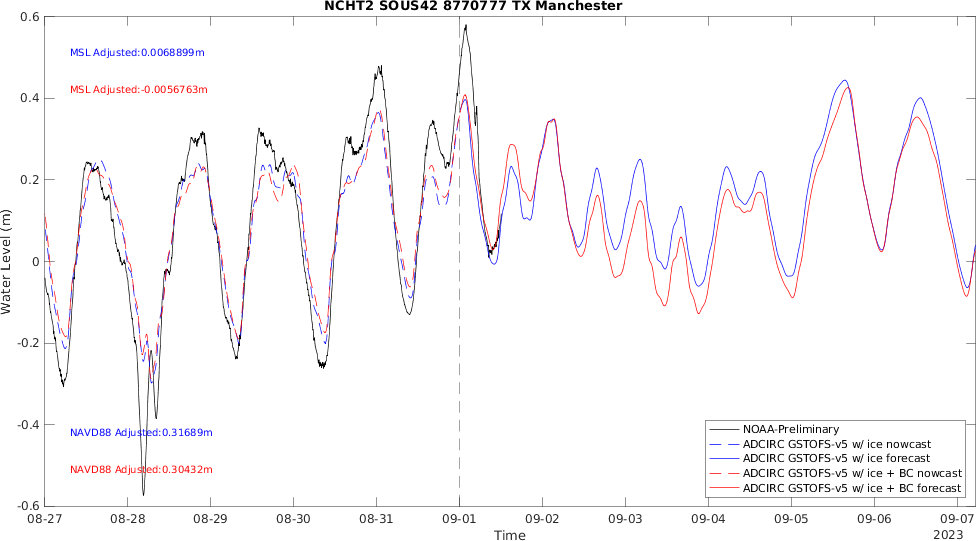 NCHT2 SOUS42 8770777 TX Manchester
0.6
0.4
0.2
0
-0.2
-0.4
-0.6
Water Level (m)
MSL Adjusted:0.0068899m
MSL Adjusted:-0.0056763m
NAVD88 Adjusted:0.31689m
NAVD88 Adjusted:0.30432m
NOAA-Preliminary
ADCIRC GSTOFS-v5 w/ ice nowcast
ADCIRC GSTOFS-v5 w/ ice forecast
ADCIRC GSTOFS-v5 w/ ice + BC nowcast
ADCIRC GSTOFS-v5 w/ ice + BC forecast
08-27 08-28 08-29 08-30 08-31 09-01 09-02 09-03 09-04 09-05 09-06 09-07
Time
2023